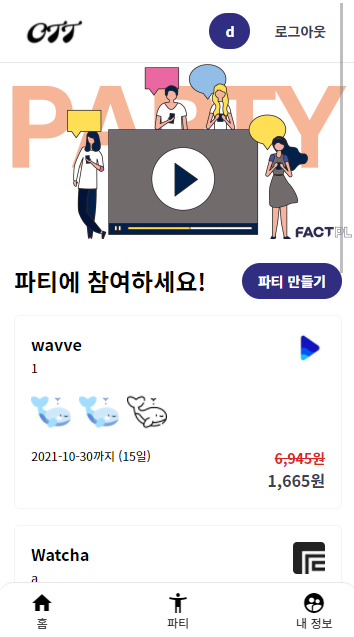 OTT
d
로그아웃
PARTY
FACTPL
파티에 참여하세요!
파티 만들기
wavve
1
2021-10-30까지 (15일)
6,945원
1,665원
Watcha
a
홈
파티
내 정보